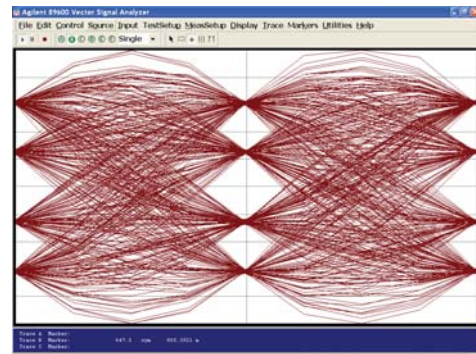 Agilent 89600 Vector Signal Analyzer
File Edit Control Source Input TestSetup MeasSetup Display Trace Markers Utilities Help
Single
Trace A Marker:
Trace B Marker: sym
Trace C Marker: